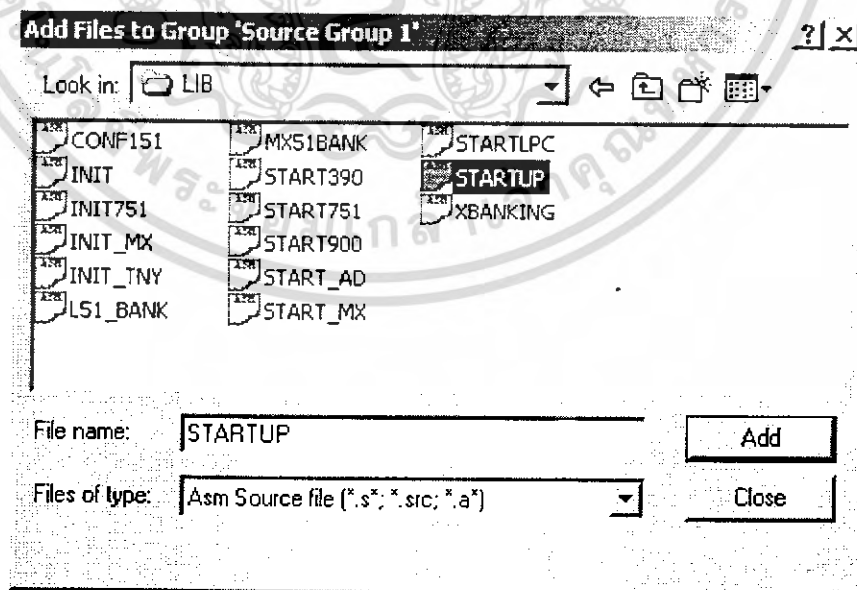 Add Files to Group 'Source Group 1'
Look in: LIB
CONF151
INIT
INIT751
INIT_MX
INIT_TNY
L51_BANK
MX51BANK
START390
START751
START900
START_AD
START_MX
STARTLPC
STARTUP
XBANKING
File name: STARTUP
Add
Files of type: Asm Source file (*.s*; *.src; *.a*)
Close